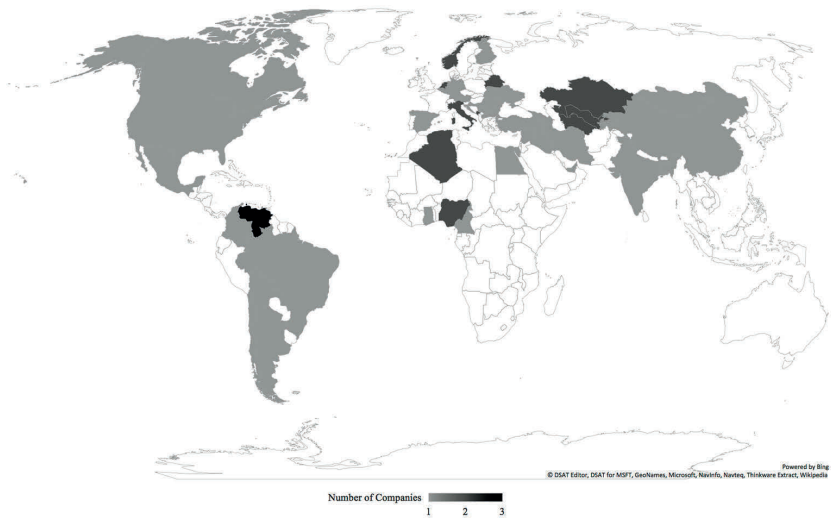 Powered by Bing
© DSAT Editor, DSAT for MSFT, GeoNames, Microsoft, NavInfo, Navteq, Thinkware Extract, Wikipedia
Number of Companies
1 2 3